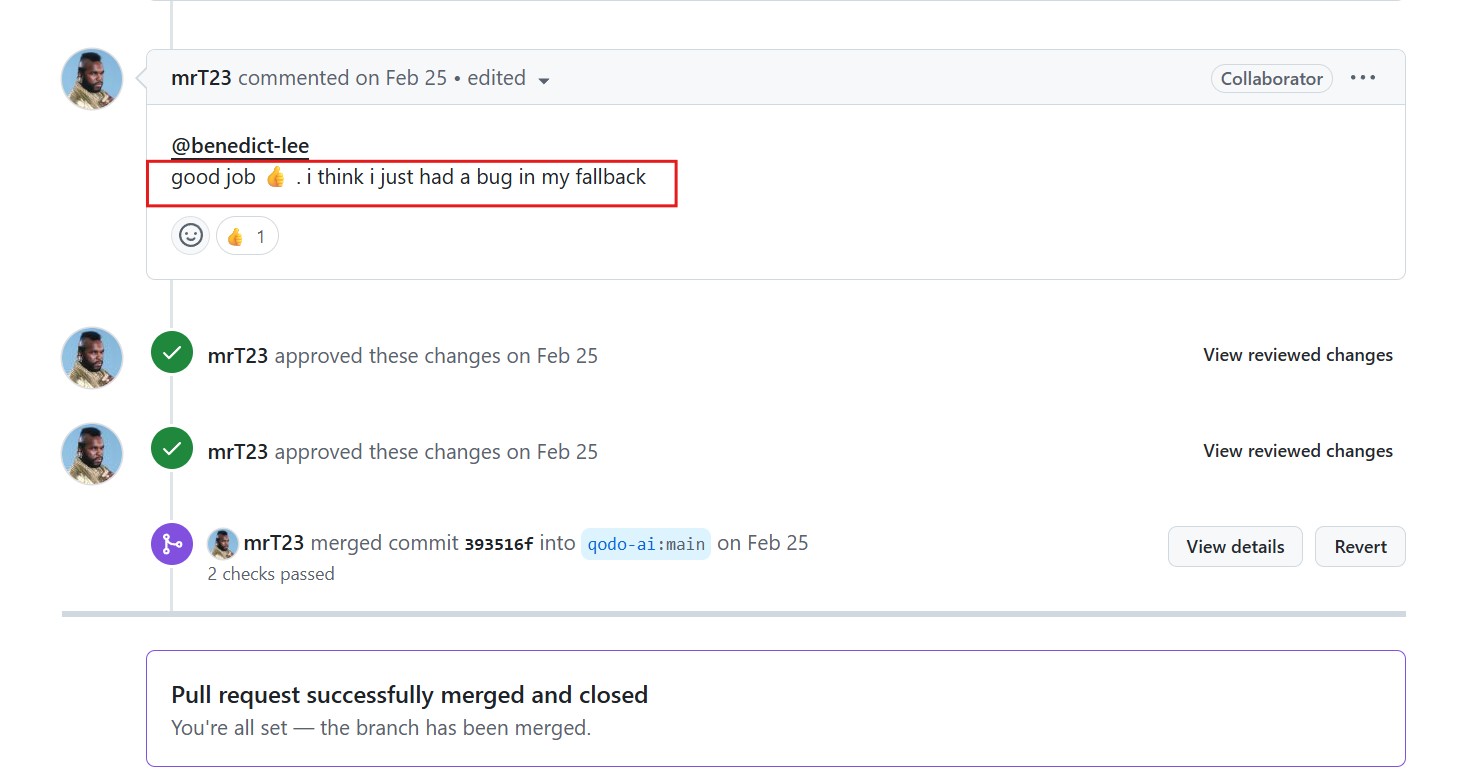 mrT23 commented on Feb 25 • edited
Collaborator
@benedict-lee
good job 👍 . i think i just had a bug in my fallback
👍 1
mrT23 approved these changes on Feb 25
View reviewed changes
mrT23 approved these changes on Feb 25
View reviewed changes
mrT23 merged commit 393516f into qodo-ai:main on Feb 25
View details
Revert
2 checks passed
Pull request successfully merged and closed
You're all set — the branch has been merged.